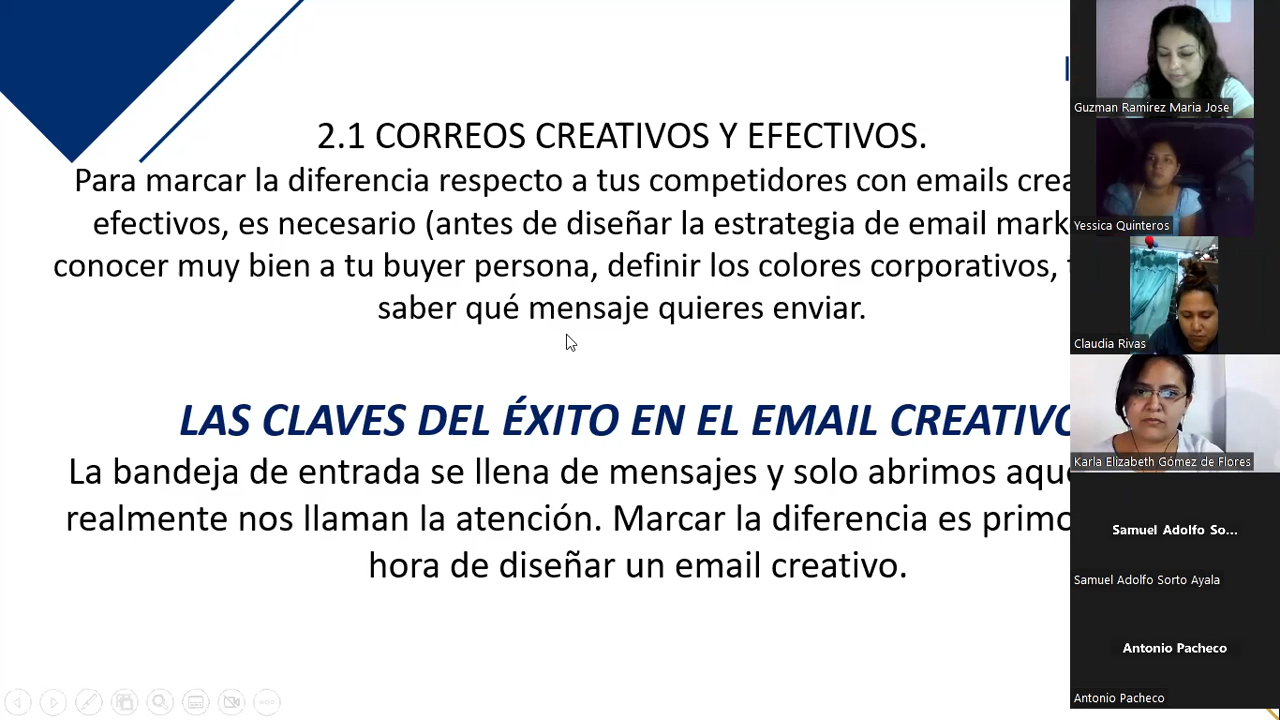 2.1 CORREOS CREATIVOS Y EFECTIVOS.
Para marcar la diferencia respecto a tus competidores con emails
efectivos, es necesario (antes de diseñar la estrategia de email
conocer muy bien a tu buyer persona, definir los colores corporativos,
saber qué mensaje quieres enviar.
LAS CLAVES DEL ÉXITO EN EL EMAIL CREATIVO
La bandeja de entrada se llena de mensajes y solo abrimos
realmente nos llaman la atención. Marcar la diferencia es
hora de diseñar un email creativo.
Guzman Ramirez Maria Jose
Yessica Quinteros
Claudia Rivas
Karla Elizabeth Gómez de Flores
Samuel Adolfo So...
Samuel Adolfo Sorto Ayala
Antonio Pacheco
Antonio Pacheco